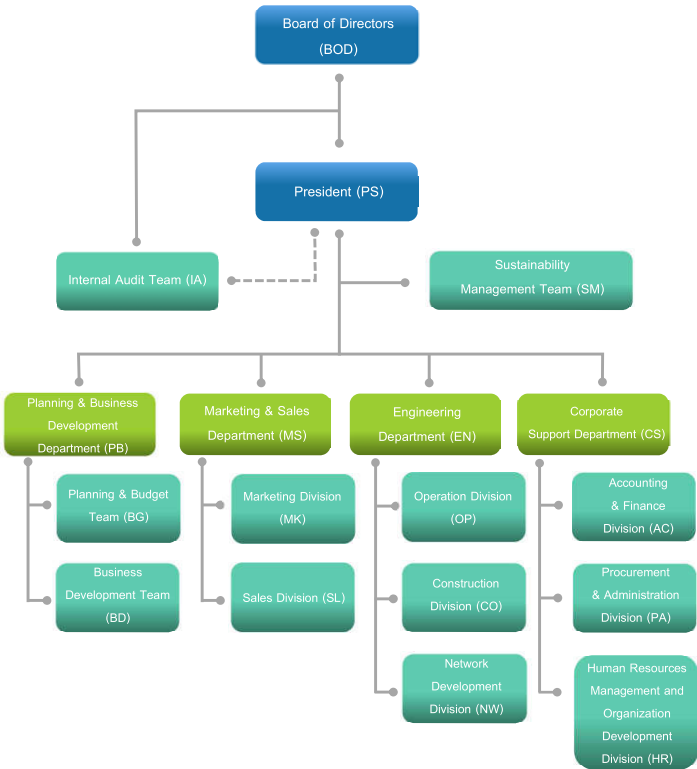 Board of Directors
(BOD)
President (PS)
Internal Audit Team (IA)
Sustainability
Management Team (SM)
Planning & Business
Development
Department (PB)
Marketing & Sales
Department (MS)
Engineering
Department (EN)
Corporate
Support Department (CS)
Planning & Budget
Team (BG)
Marketing Division
(MK)
Operation Division
(OP)
Accounting
& Finance
Division (AC)
Business
Development Team
(BD)
Sales Division (SL)
Construction
Division (CO)
Procurement
& Administration
Division (PA)
Network
Development
Division (NW)
Human Resources
Management and
Organization
Development
Division (HR)